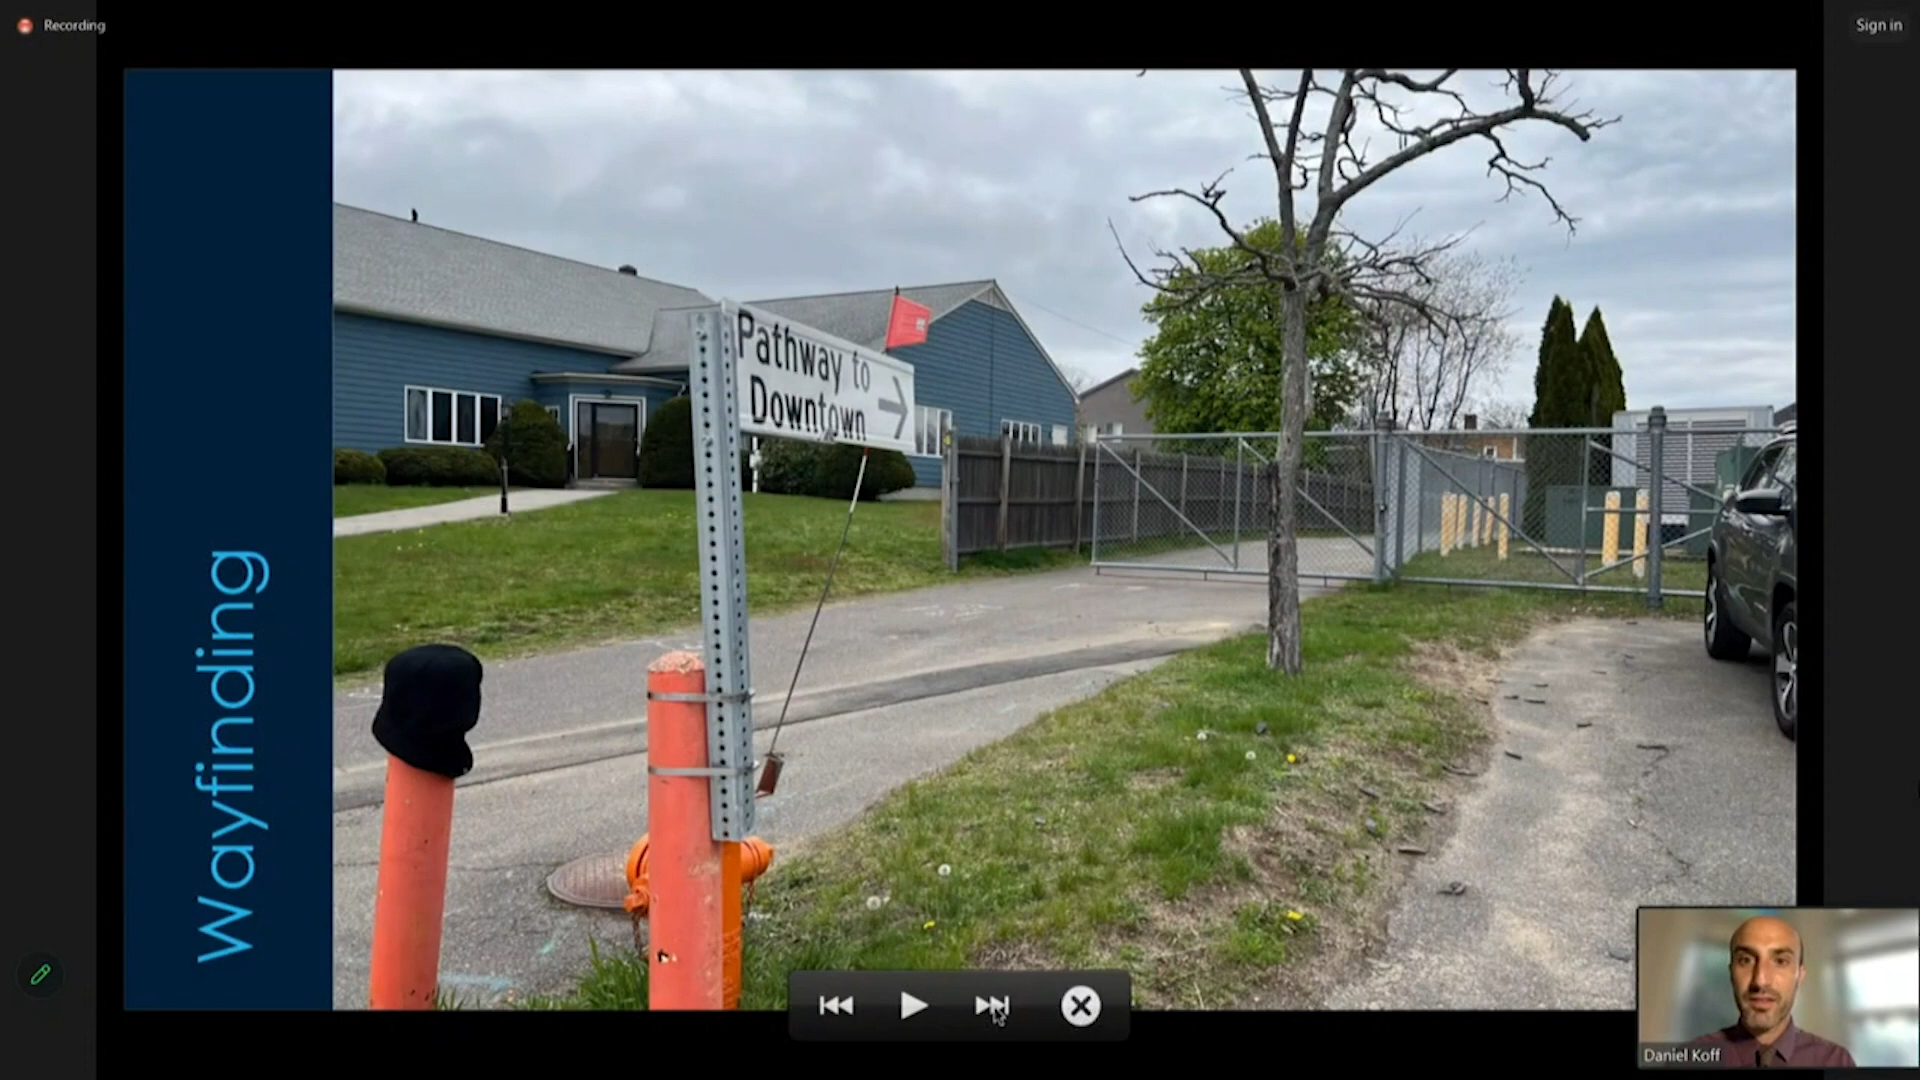 Recording
Sign in
Wayfinding
Pathway to
Downtown
Daniel Koff